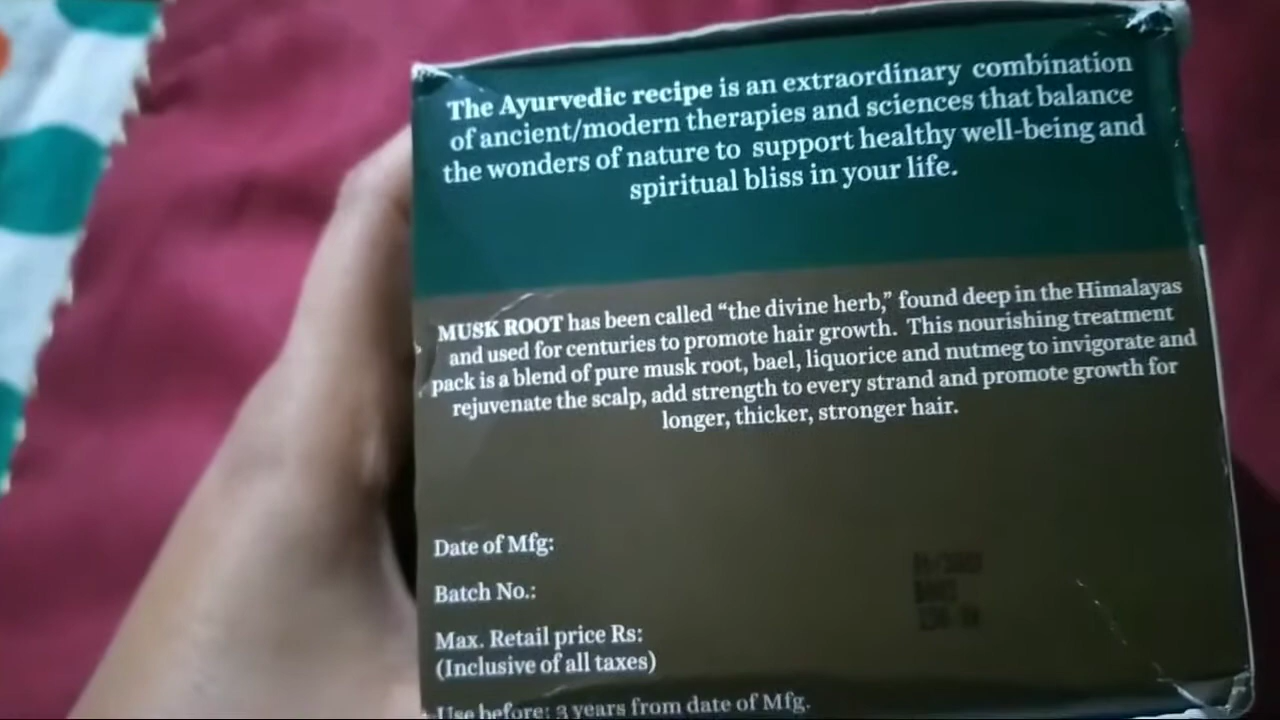 The Ayurvedic recipe is an extraordinary combination
of ancient/modern therapies and sciences that balance
the wonders of nature to support healthy well-being and
spiritual bliss in your life.
MUSK ROOT has been called “the divine herb,” found deep in the Himalayas
and used for centuries to promote hair growth. This nourishing treatment
pack is a blend of pure musk root, bael, liquorice and nutmeg to invigorate and
rejuvenate the scalp, add strength to every strand and promote growth for
longer, thicker, stronger hair.
Date of Mfg:
Batch No.:
Max. Retail price Rs:
(Inclusive of all taxes)
Use before: 3 years from date of Mfg.